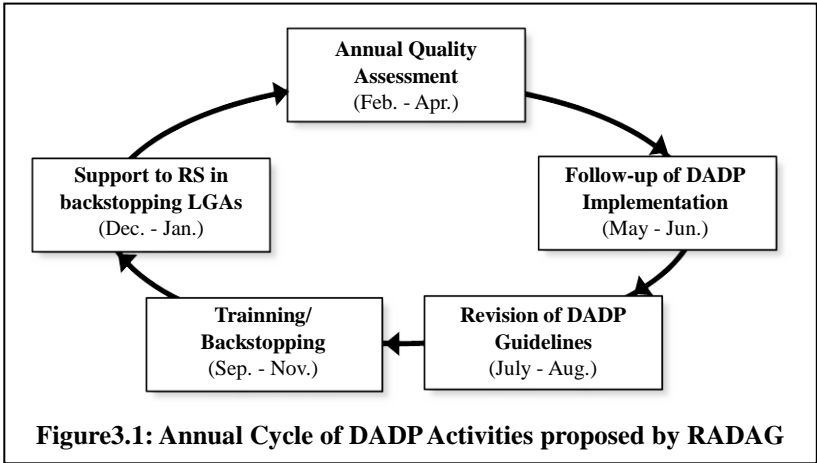 Annual Quality
Assessment
(Feb. - Apr.)
Follow-up of DADP
Implementation
(May - Jun.)
Revision of DADP
Guidelines
(July - Aug.)
Trainning/
Backstopping
(Sep. - Nov.)
Support to RS in
backstopping LGAs
(Dec. - Jan.)
Figure3.1: Annual Cycle of DADP Activities proposed by RADAG